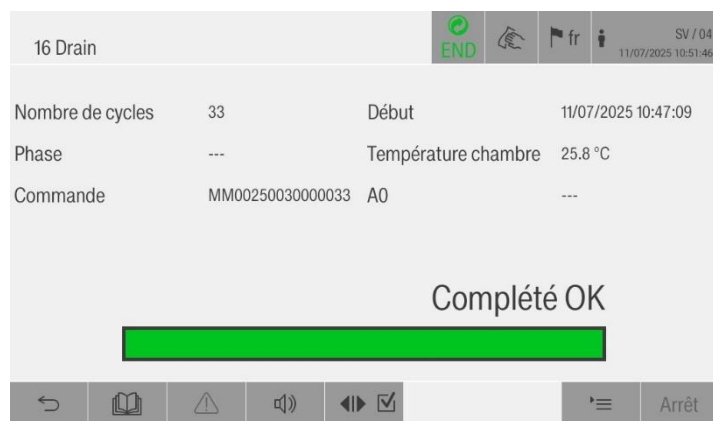 16 Drain
END
fr
SV / 04
11/07/2025 10:51:46
Nombre de cycles 33 Début 11/07/2025 10:47:09
Phase --- Température chambre 25.8 °C
Commande MM00250030000033 A0 ---
Complété OK
Arrêt